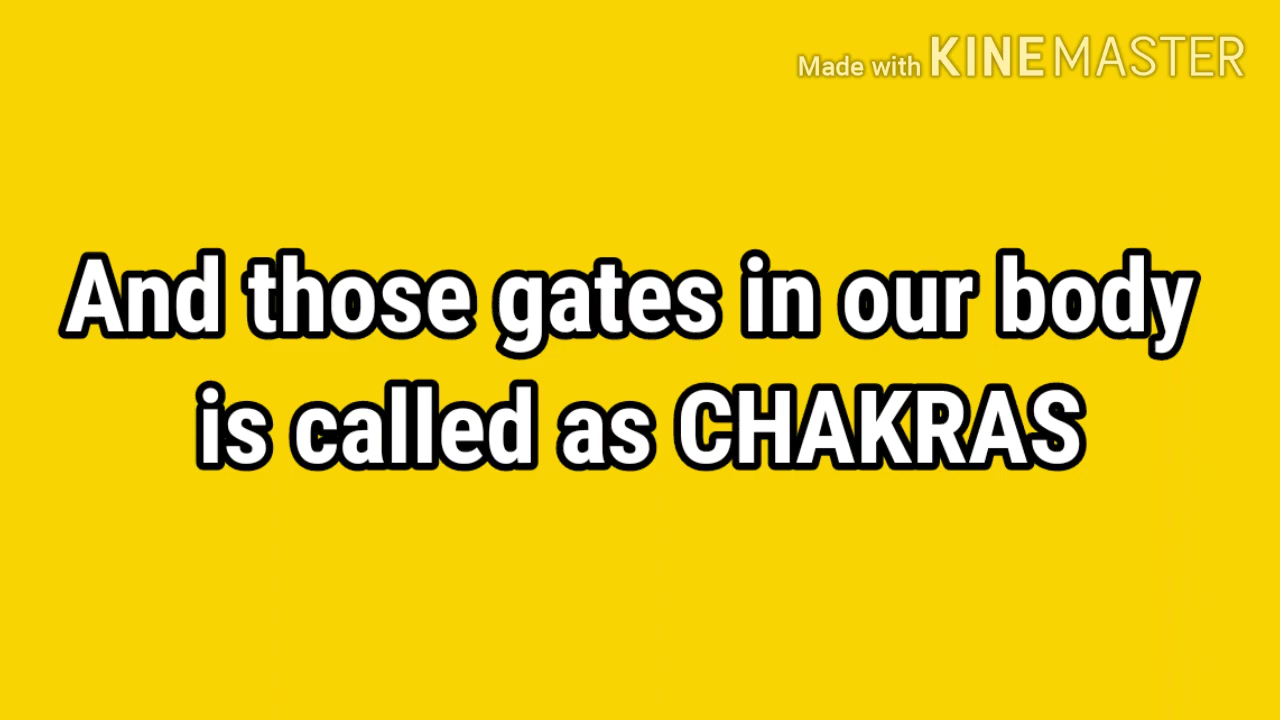 Made with KINEMASTER
And those gates in our body
is called as CHAKRAS